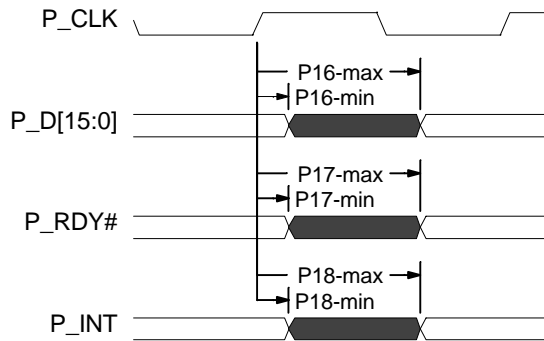 P_CLK
P16-max
P16-min
P_D[15:0]
P17-max
P17-min
P_RDY#
P18-max
P18-min
P_INT